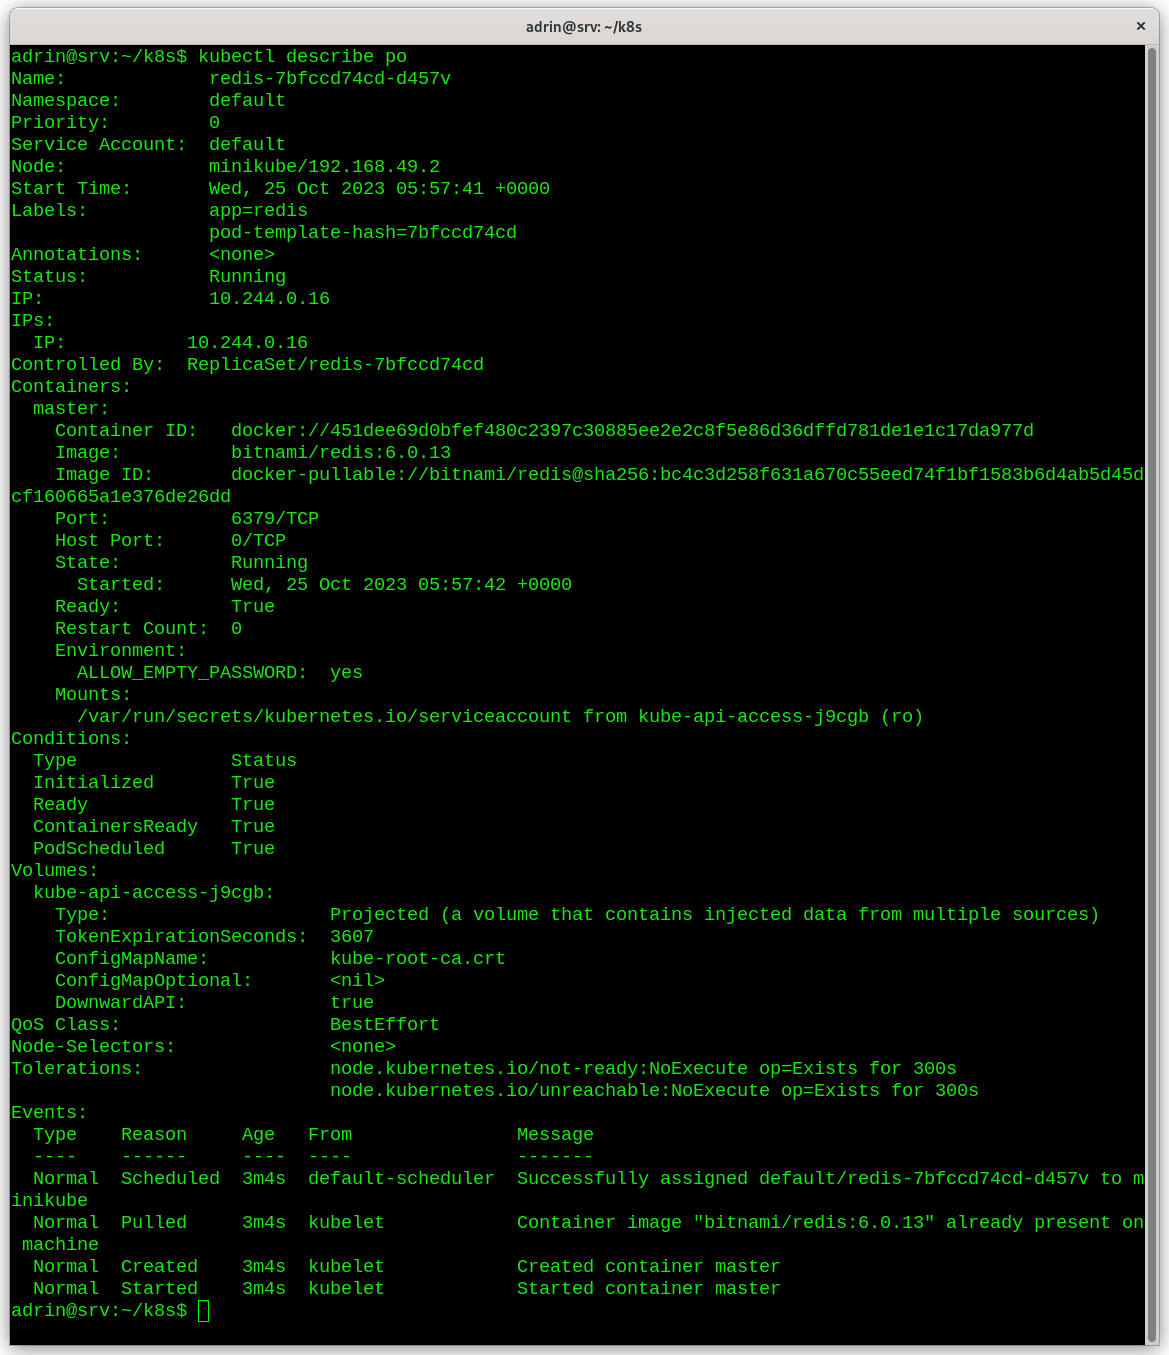 adrin@srv: ~/k8s
×
adrin@srv:~/k8s$ kubectl describe po
Name:             redis-7bfccd74cd-d457v
Namespace:        default
Priority:         0
Service Account:  default
Node:             minikube/192.168.49.2
Start Time:       Wed, 25 Oct 2023 05:57:41 +0000
Labels:           app=redis
                  pod-template-hash=7bfccd74cd
Annotations:      <none>
Status:           Running
IP:               10.244.0.16
IPs:
  IP:           10.244.0.16
Controlled By:  ReplicaSet/redis-7bfccd74cd
Containers:
  master:
    Container ID:   docker://451dee69d0bfef480c2397c30885ee2e2c8f5e86d36dffd781de1e1c17da977d
    Image:          bitnami/redis:6.0.13
    Image ID:       docker-pullable://bitnami/redis@sha256:bc4c3d258f631a670c55eed74f1bf1583b6d4ab5d45d
cf160665a1e376de26dd
    Port:           6379/TCP
    Host Port:      0/TCP
    State:          Running
      Started:      Wed, 25 Oct 2023 05:57:42 +0000
    Ready:          True
    Restart Count:  0
    Environment:
      ALLOW_EMPTY_PASSWORD:  yes
    Mounts:
      /var/run/secrets/kubernetes.io/serviceaccount from kube-api-access-j9cgb (ro)
Conditions:
  Type              Status
  Initialized       True
  Ready             True
  ContainersReady   True
  PodScheduled      True
Volumes:
  kube-api-access-j9cgb:
    Type:                    Projected (a volume that contains injected data from multiple sources)
    TokenExpirationSeconds:  3607
    ConfigMapName:           kube-root-ca.crt
    ConfigMapOptional:       <nil>
    DownwardAPI:             true
QoS Class:                   BestEffort
Node-Selectors:              <none>
Tolerations:                 node.kubernetes.io/not-ready:NoExecute op=Exists for 300s
                             node.kubernetes.io/unreachable:NoExecute op=Exists for 300s
Events:
  Type    Reason     Age   From               Message
  ----    ------     ----  ----               -------
  Normal  Scheduled  3m4s  default-scheduler  Successfully assigned default/redis-7bfccd74cd-d457v to m
inikube
  Normal  Pulled     3m4s  kubelet            Container image "bitnami/redis:6.0.13" already present on
 machine
  Normal  Created    3m4s  kubelet            Created container master
  Normal  Started    3m4s  kubelet            Started container master
adrin@srv:~/k8s$